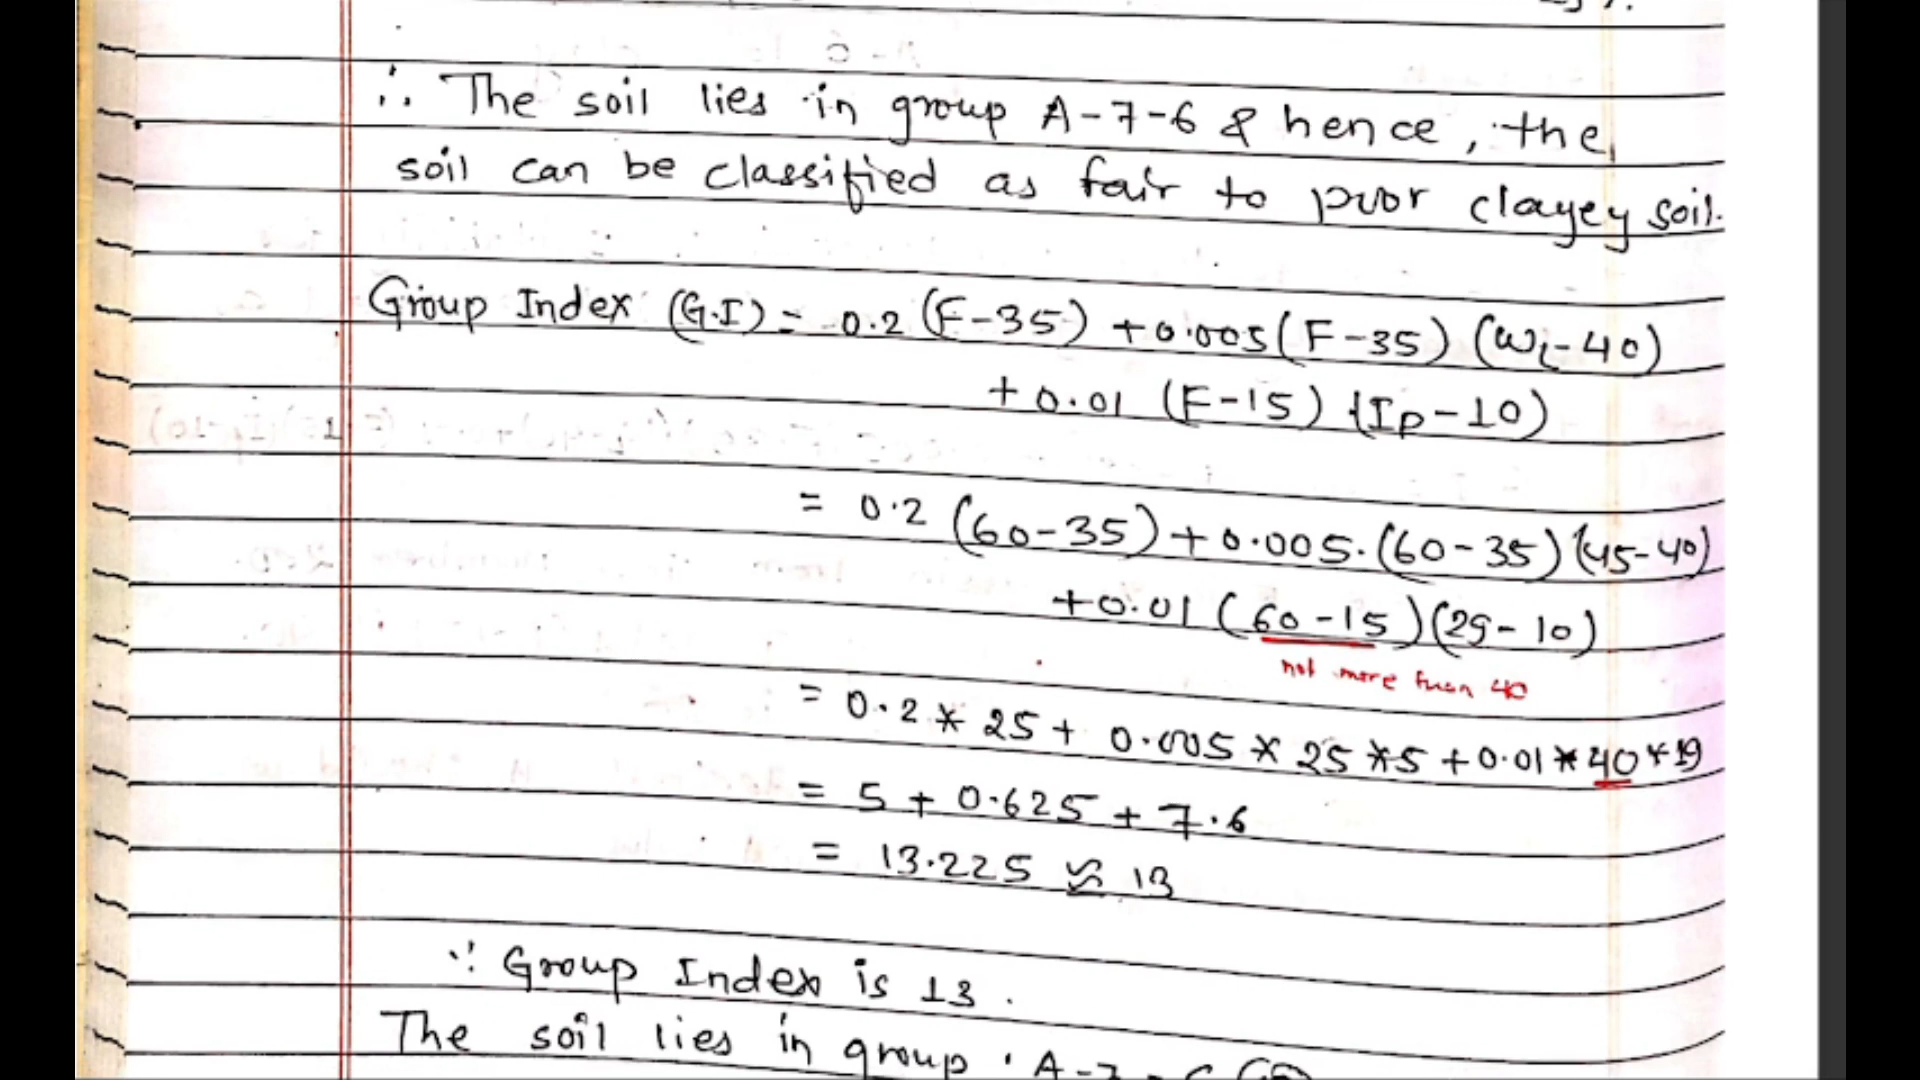 ∴ The soil lies in group A-7-6 & hence, the
soil can be classified as fair to poor clayey soil.
Group Index (G.I) = 0.2 (F-35) + 0.005 (F-35) (WL-40)
+ 0.01 (F-15) (Ip-10)
= 0.2 (60-35) + 0.005. (60-35) (45-40)
+ 0.01 (60-15) (29-10)
not more than 40
= 0.2 * 25 + 0.005 * 25 * 5 + 0.01 * 40 * 19
= 5 + 0.625 + 7.6
= 13.225 ≈ 13
∵ Group Index is 13.
The soil lies in group A-7-6